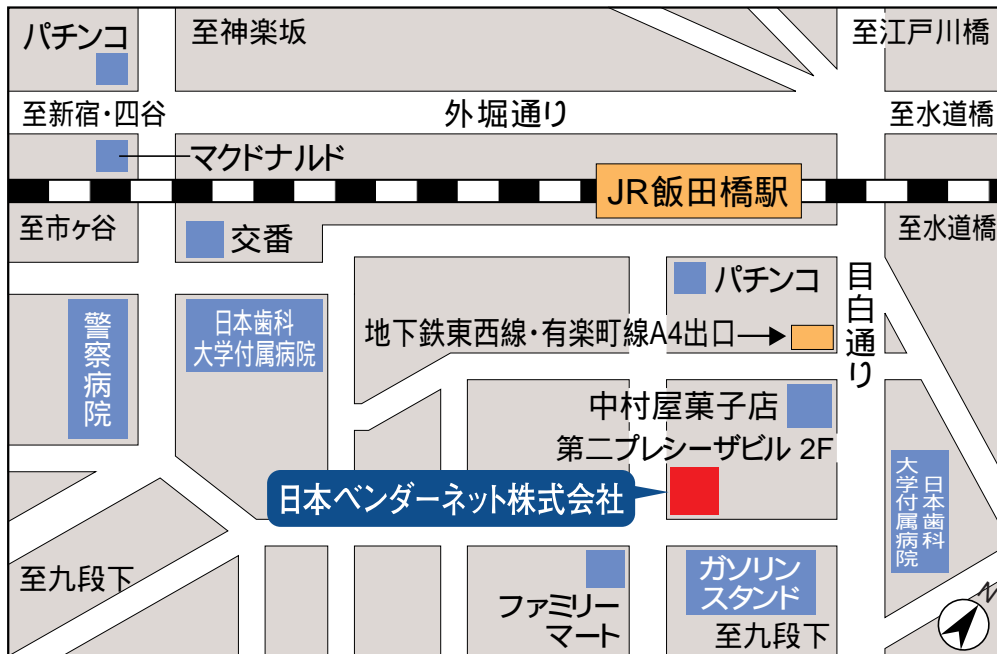 パチンコ
至神楽坂
至江戸川橋
至新宿・四谷
外堀通り
至水道橋
マクドナルド
JR飯田橋駅
至市ヶ谷
交番
至水道橋
パチンコ
目白通り
警察病院
日本歯科
大学付属病院
地下鉄東西線・有楽町線A4出口
中村屋菓子店
第二プレシーザビル 2F
日本ベンダーネット株式会社
日本歯科
大学付属病院
至九段下
ファミリー
マート
ガソリン
スタンド
至九段下
N